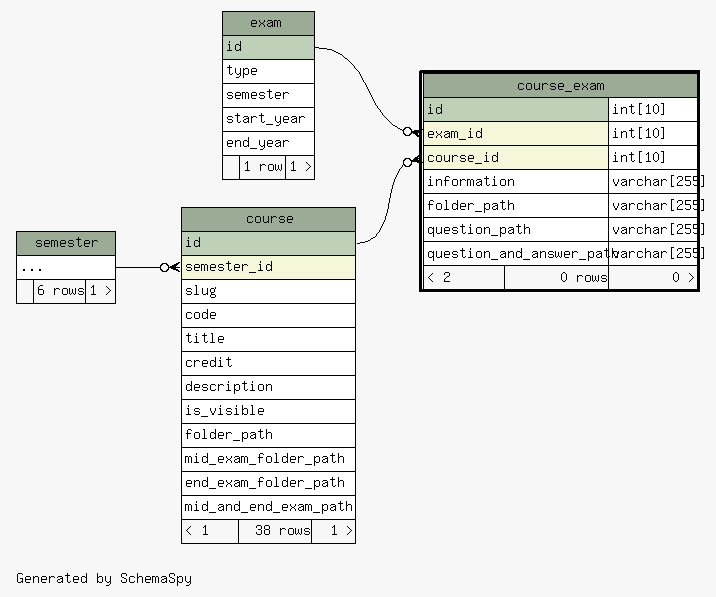 exam
id
type
semester
start_year
end_year
1 row 1 >
course_exam
id int[10]
exam_id int[10]
course_id int[10]
information varchar[255]
folder_path varchar[255]
question_path varchar[255]
question_and_answer_path varchar[255]
< 2 0 rows 0 >
semester
...
6 rows 1 >
course
id
semester_id
slug
code
title
credit
description
is_visible
folder_path
mid_exam_folder_path
end_exam_folder_path
mid_and_end_exam_path
< 1 38 rows 1 >
Generated by SchemaSpy